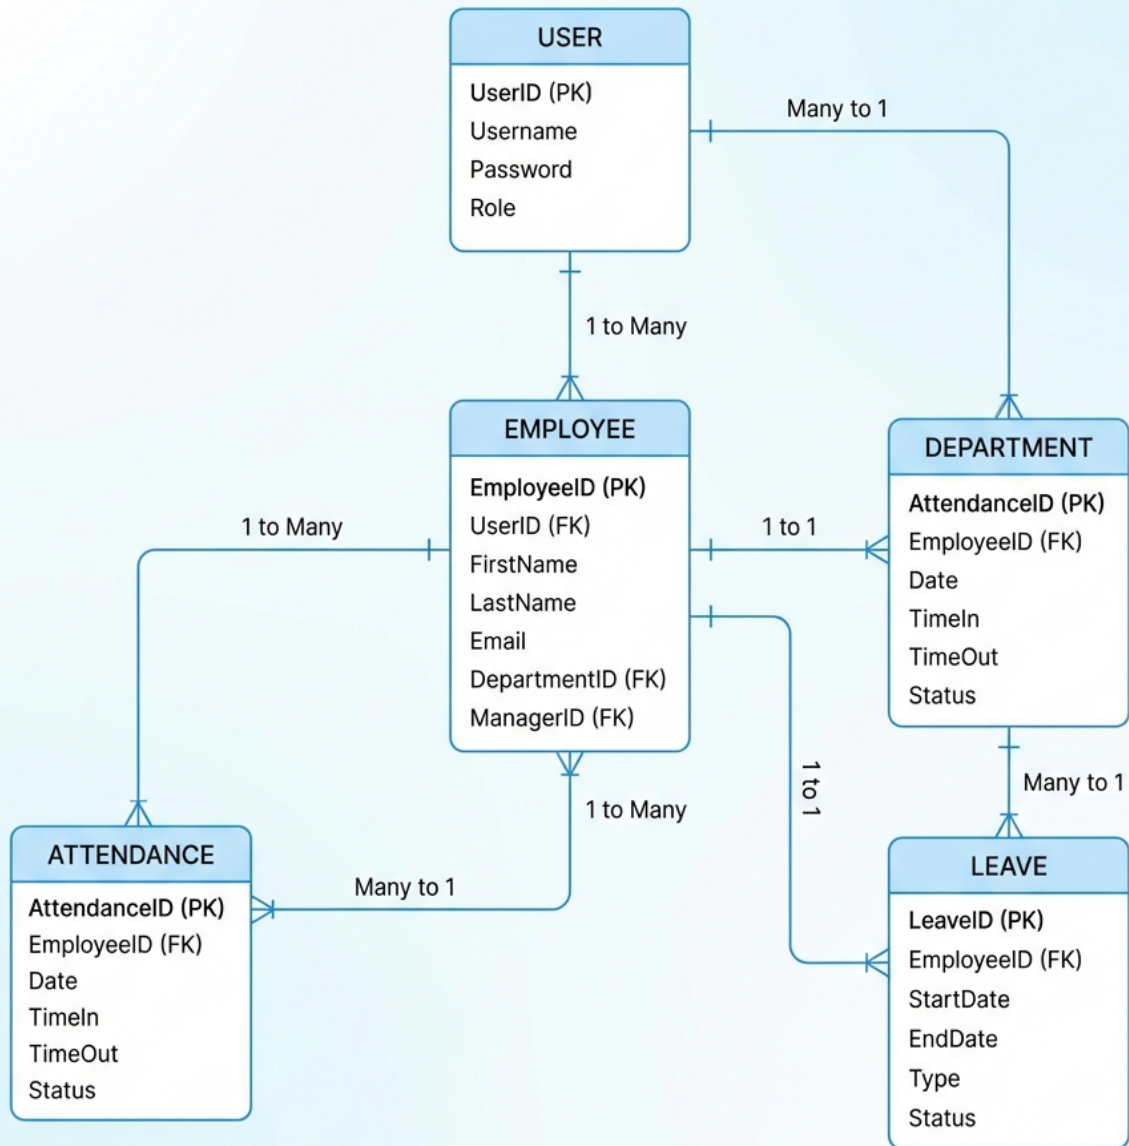 USER
UserID (PK)
Username
Password
Role
Many to 1
1 to Many
EMPLOYEE
EmployeeID (PK)
UserID (FK)
FirstName
LastName
Email
DepartmentID (FK)
ManagerID (FK)
1 to 1
DEPARTMENT
AttendanceID (PK)
EmployeeID (FK)
Date
TimeIn
TimeOut
Status
1 to Many
1 to 1
Many to 1
1 to Many
Many to 1
ATTENDANCE
AttendanceID (PK)
EmployeeID (FK)
Date
TimeIn
TimeOut
Status
LEAVE
LeaveID (PK)
EmployeeID (FK)
StartDate
EndDate
Type
Status